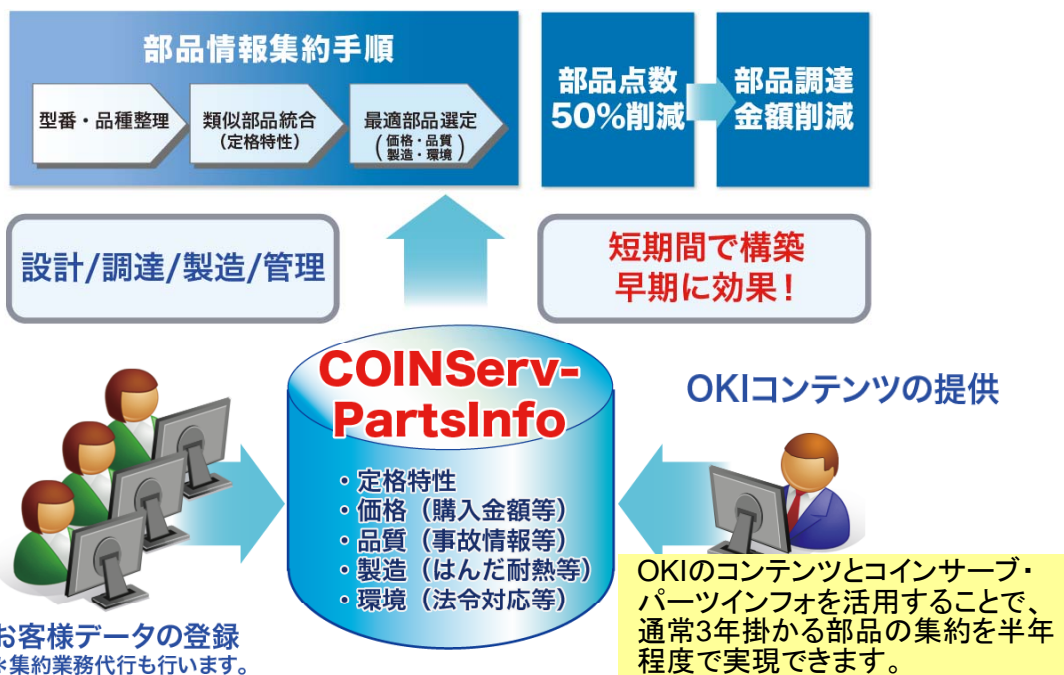 部品情報集約手順
型番・品種整理
類似部品統合
(定格特性)
最適部品選定
(価格・品質
製造・環境)
部品点数
50%削減
部品調達
金額削減
設計/調達/製造/管理
短期間で構築
早期に効果！
COINServ-
PartsInfo
・定格特性
・価格（購入金額等）
・品質（事故情報等）
・製造（はんだ耐熱等）
・環境（法令対応等）
OKIコンテンツの提供
お客様データの登録
※集約業務代行も行います。
OKIのコンテンツとコインサーブ・
パーツインフォを活用することで、
通常3年掛かる部品の集約を半年
程度で実現できます。